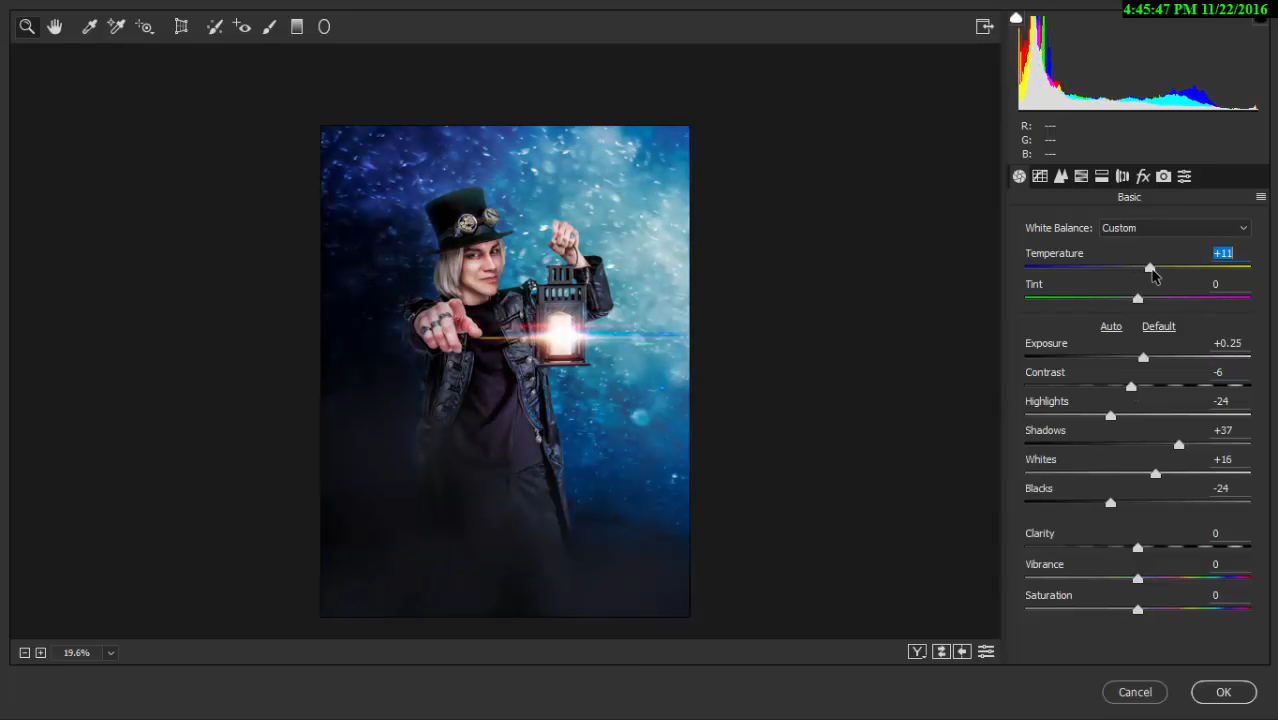 4:45:47 PM 11/22/2016
R: ---
G: ---
B: ---
fx
Basic
White Balance: Custom
Temperature +11
Tint 0
Auto Default
Exposure +0.25
Contrast -6
Highlights -24
Shadows +37
Whites +16
Blacks -24
Clarity 0
Vibrance 0
Saturation 0
19.6%
Y
Cancel OK